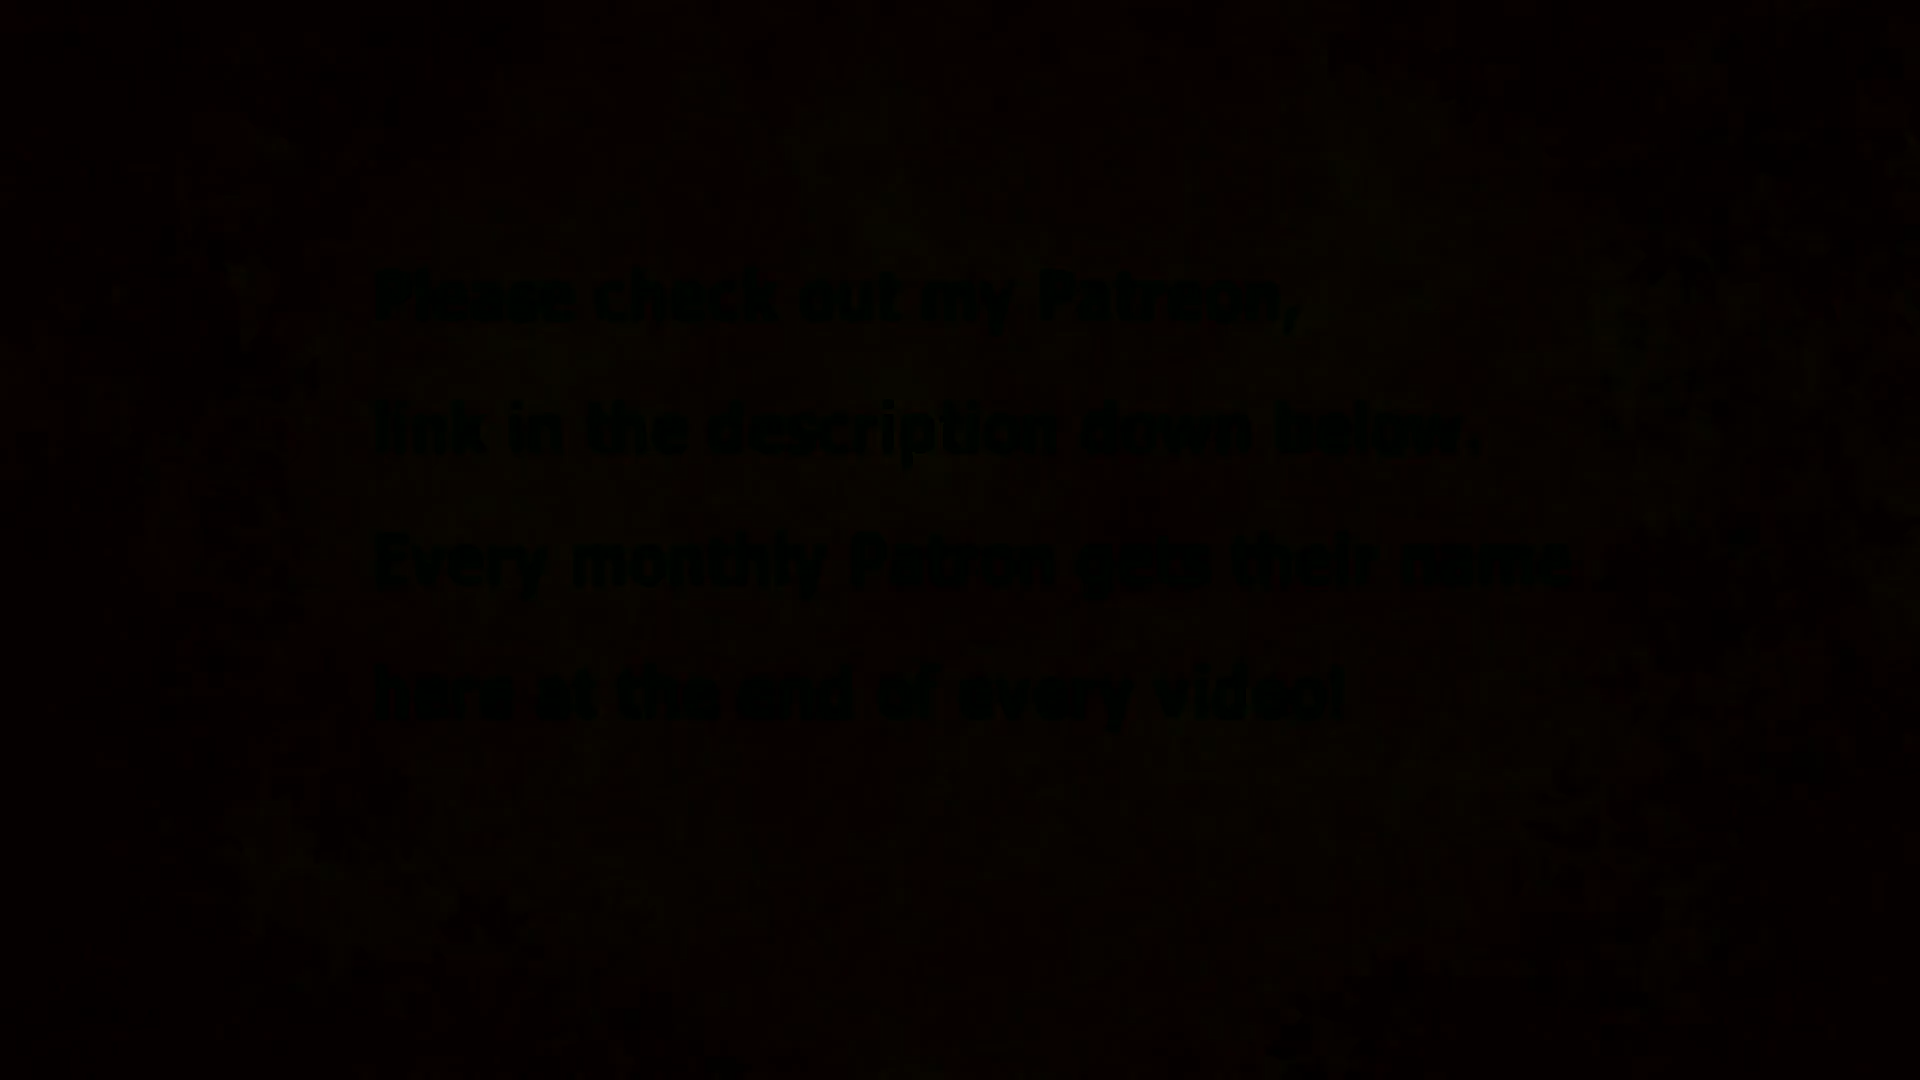 Please check out my Patreon,
link in the description down below.
Every monthly Patron gets their name
here at the end of every video!